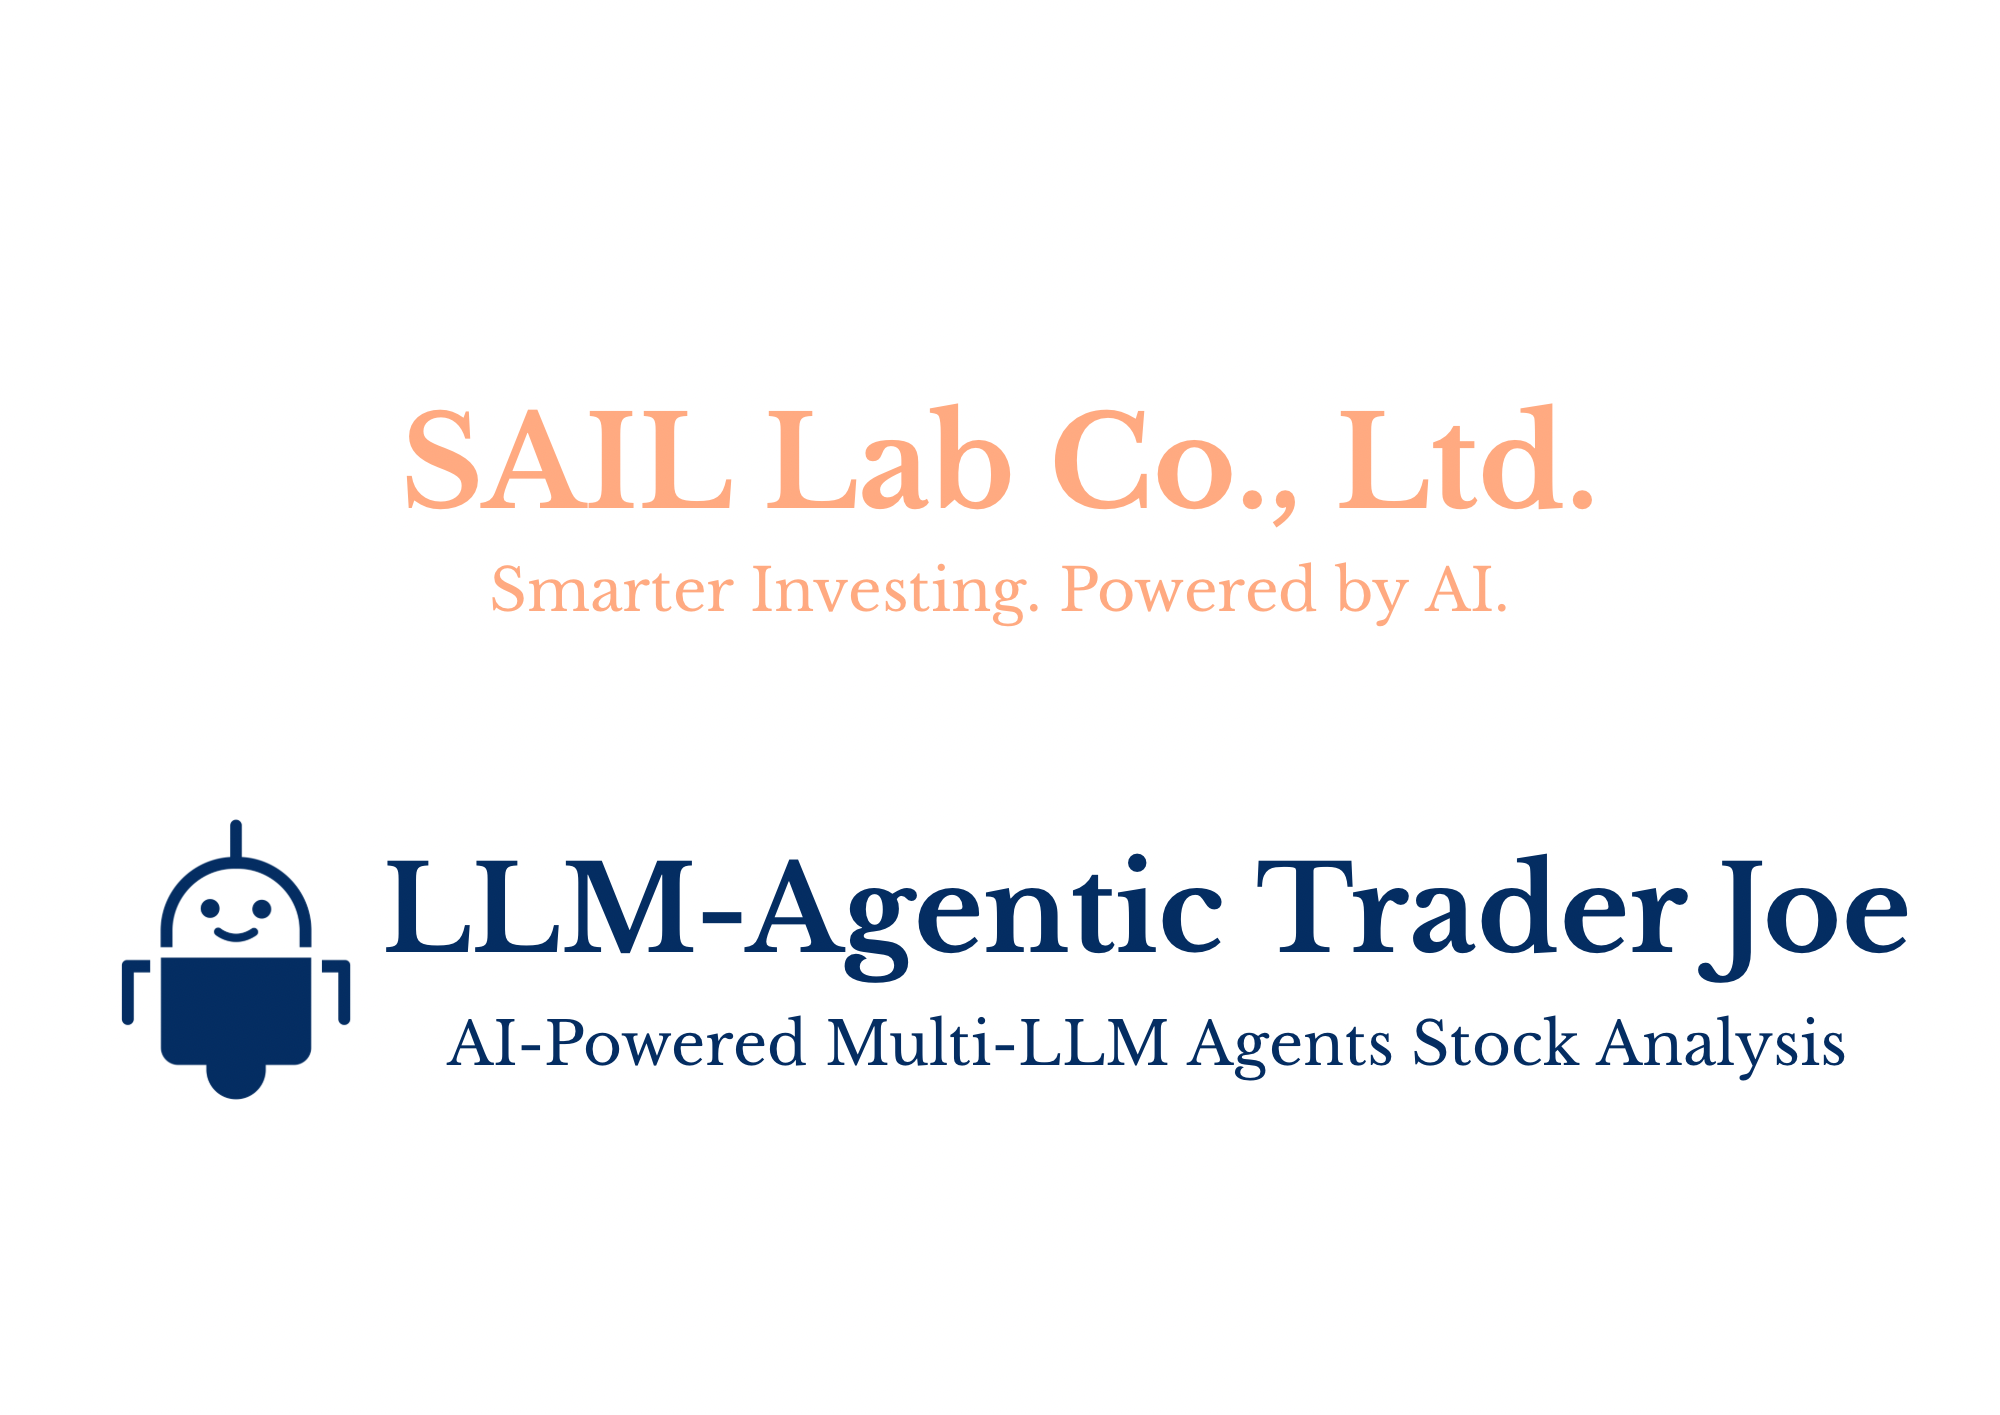 SAIL Lab Co., Ltd.
Smarter Investing. Powered by AI.
LLM-Agentic Trader Joe
AI-Powered Multi-LLM Agents Stock Analysis